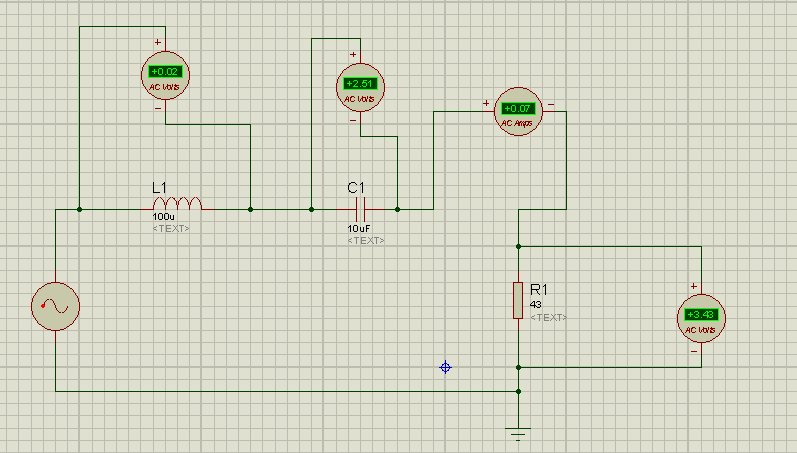 +
+0.02
AC Volts
−
+
+2.51
AC Volts
−
+
−
+0.07
AC Amps
L1
100u
<TEXT>
C1
10uF
<TEXT>
R1
43
<TEXT>
+
+3.43
AC Volts
−